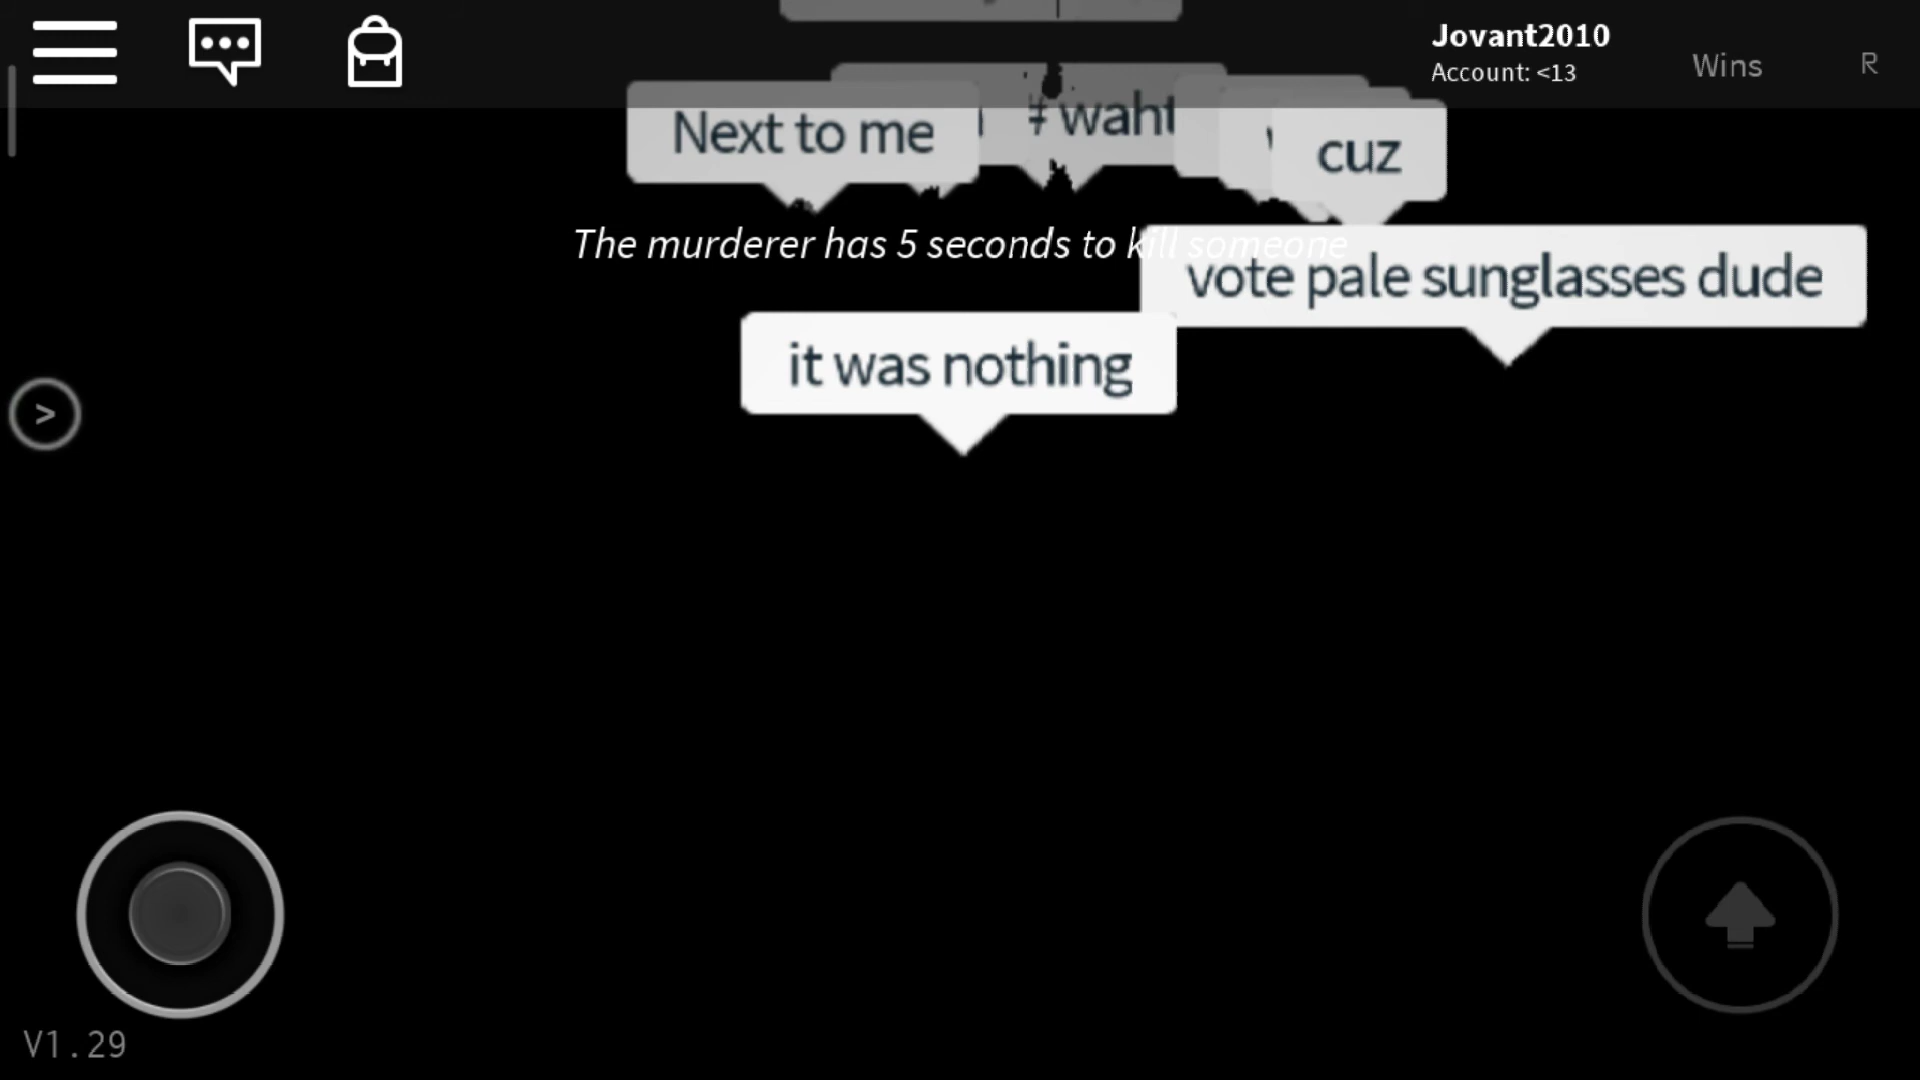 Jovant2010
Account: <13
Wins
R
Next to me
# waht
cuz
The murderer has 5 seconds to kill someone
vote pale sunglasses dude
it was nothing
>
V1.29